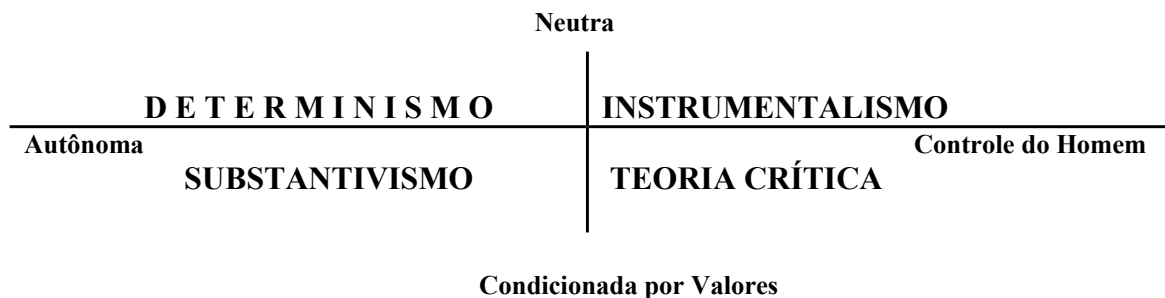 Neutra
D E T E R M I N I S M O INSTRUMENTALISMO
Autônoma Controle do Homem
SUBSTANTIVISMO TEORIA CRÍTICA
Condicionada por Valores